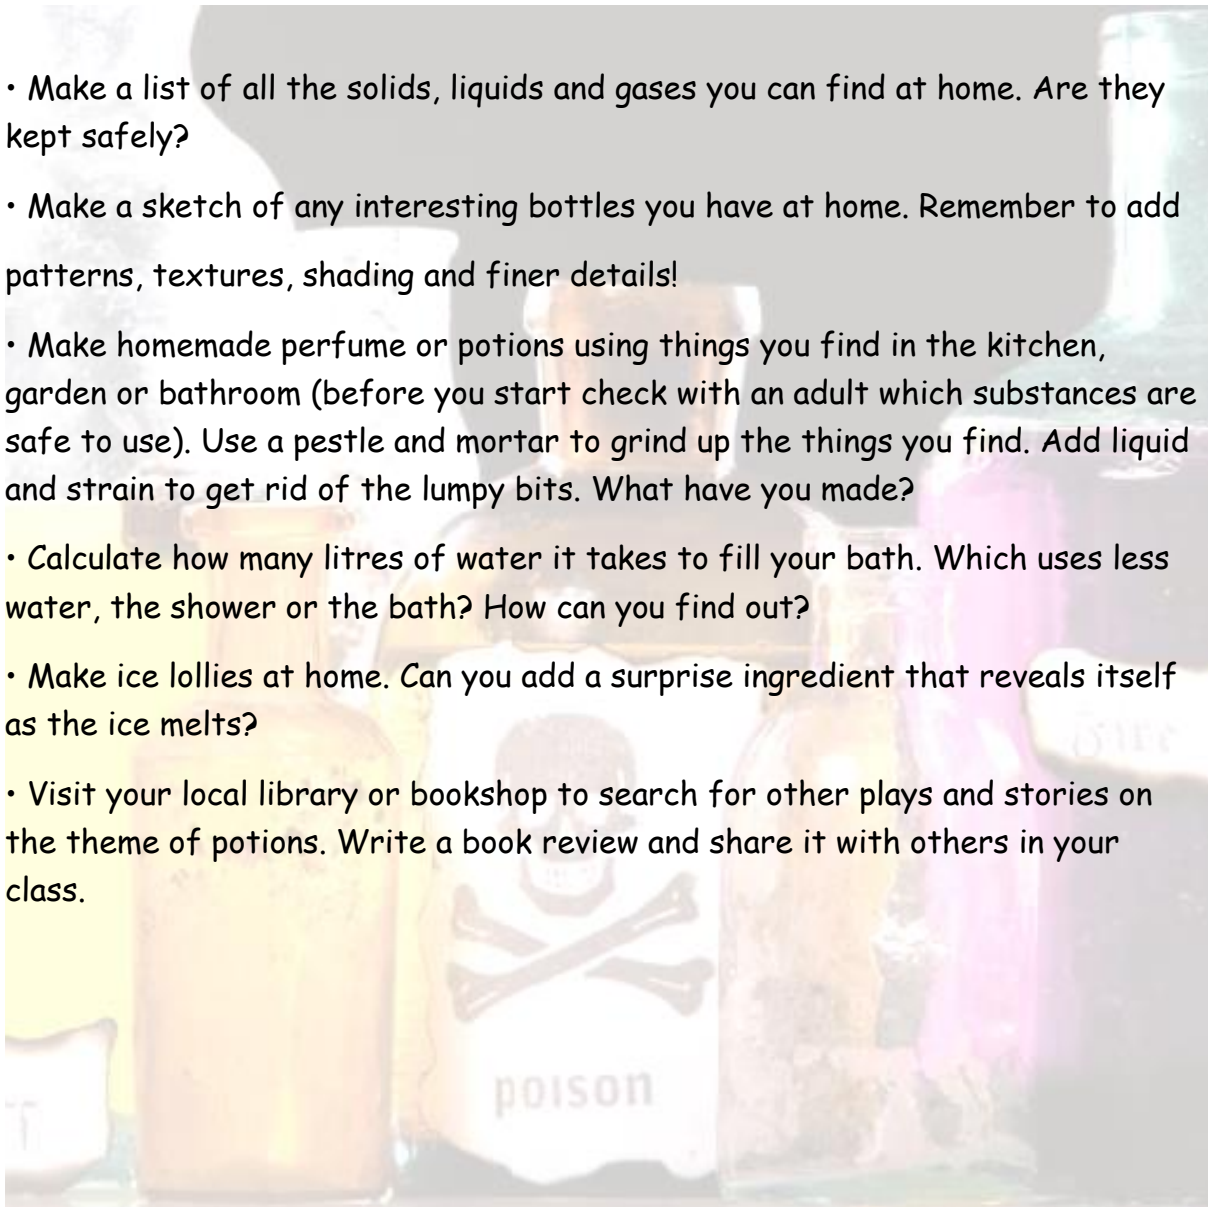 • Make a list of all the solids, liquids and gases you can find at home. Are they
kept safely?
• Make a sketch of any interesting bottles you have at home. Remember to add
patterns, textures, shading and finer details!
• Make homemade perfume or potions using things you find in the kitchen,
garden or bathroom (before you start check with an adult which substances are
safe to use). Use a pestle and mortar to grind up the things you find. Add liquid
and strain to get rid of the lumpy bits. What have you made?
• Calculate how many litres of water it takes to fill your bath. Which uses less
water, the shower or the bath? How can you find out?
• Make ice lollies at home. Can you add a surprise ingredient that reveals itself
as the ice melts?
• Visit your local library or bookshop to search for other plays and stories on
the theme of potions. Write a book review and share it with others in your
class.
poison